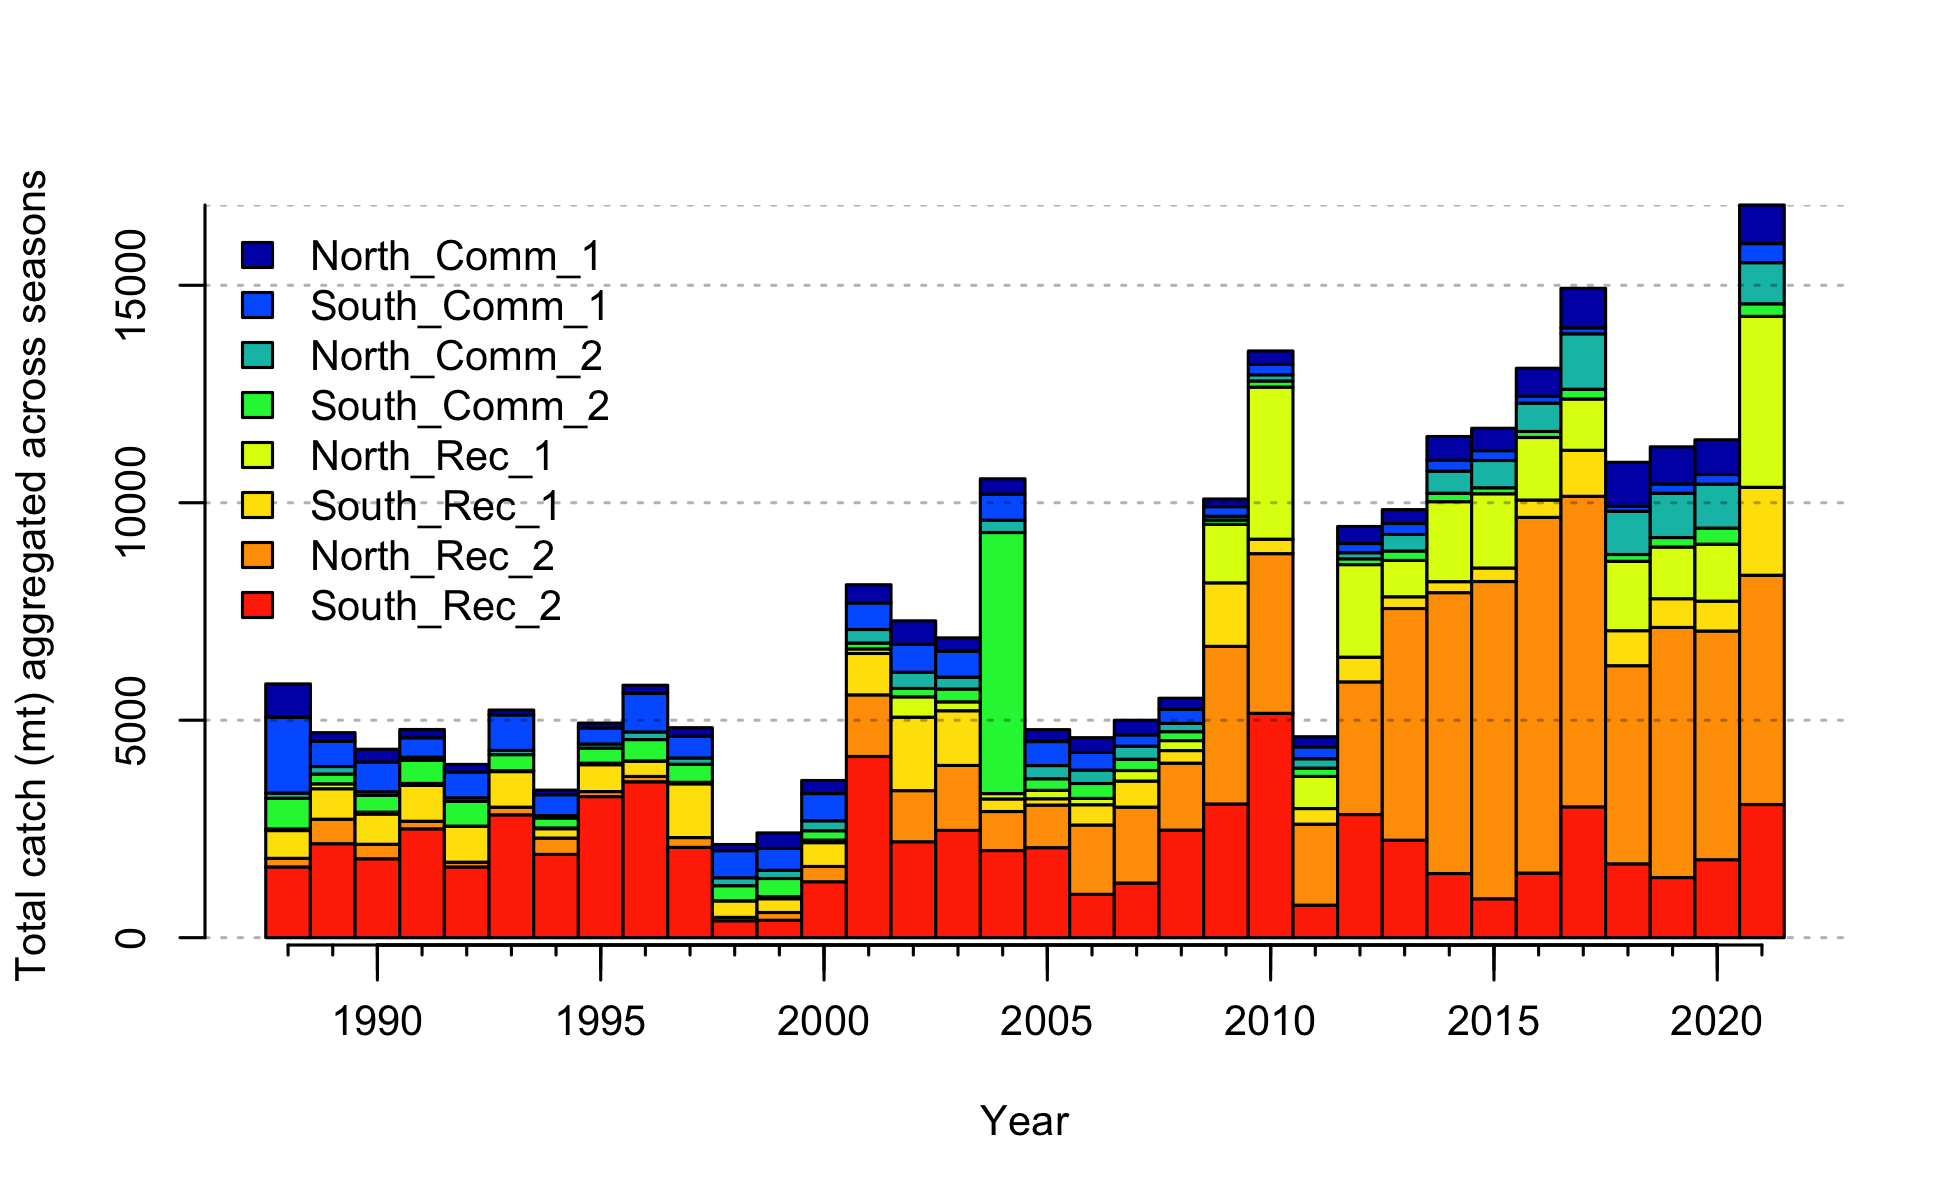 Total catch (mt) aggregated across seasons
15000
10000
5000
0
North_Comm_1
South_Comm_1
North_Comm_2
South_Comm_2
North_Rec_1
South_Rec_1
North_Rec_2
South_Rec_2
1990 1995 2000 2005 2010 2015 2020
Year